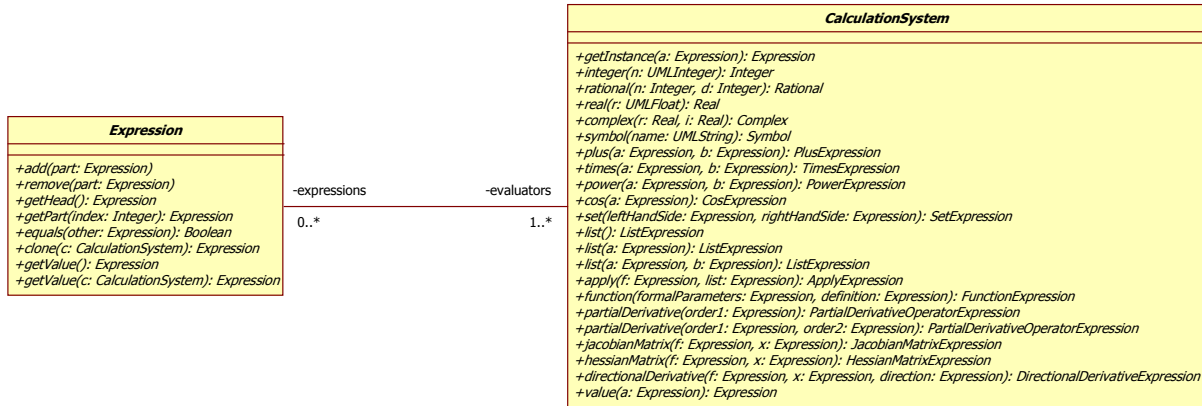 Expression
+add(part: Expression)
+remove(part: Expression)
+getHead(): Expression
+getPart(index: Integer): Expression
+equals(other: Expression): Boolean
+clone(c: CalculationSystem): Expression
+getValue(): Expression
+getValue(c: CalculationSystem): Expression
-expressions
0..*
-evaluators
1..*
CalculationSystem
+getInstance(a: Expression): Expression
+integer(n: UMLInteger): Integer
+rational(n: Integer, d: Integer): Rational
+real(r: UMLFloat): Real
+complex(r: Real, i: Real): Complex
+symbol(name: UMLString): Symbol
+plus(a: Expression, b: Expression): PlusExpression
+times(a: Expression, b: Expression): TimesExpression
+power(a: Expression, b: Expression): PowerExpression
+cos(a: Expression): CosExpression
+set(leftHandSide: Expression, rightHandSide: Expression): SetExpression
+list(): ListExpression
+list(a: Expression): ListExpression
+list(a: Expression, b: Expression): ListExpression
+apply(f: Expression, list: Expression): ApplyExpression
+function(formalParameters: Expression, definition: Expression): FunctionExpression
+partialDerivative(order1: Expression): PartialDerivativeOperatorExpression
+partialDerivative(order1: Expression, order2: Expression): PartialDerivativeOperatorExpression
+jacobianMatrix(f: Expression, x: Expression): JacobianMatrixExpression
+hessianMatrix(f: Expression, x: Expression): HessianMatrixExpression
+directionalDerivative(f: Expression, x: Expression, direction: Expression): DirectionalDerivativeExpression
+value(a: Expression): Expression